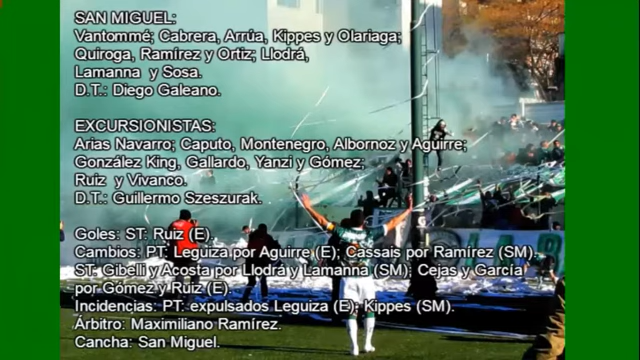 SAN MIGUEL:
Vantommé; Cabrera, Arrúa, Kippes y Olariaga;
Quiroga, Ramírez y Ortiz; Llodrá,
Lamanna y Sosa.
D.T.: Diego Galeano.
EXCURSIONISTAS:
Arias Navarro; Caputo, Montenegro, Albornoz y Aguirre;
González King, Gallardo, Yanzi y Gómez;
Ruiz y Vivanco.
D.T.: Guillermo Szeszurak.
Goles: ST: Ruiz (E).
Cambios: PT: Leguiza por Aguirre (E); Cassais por Ramírez (SM).
ST: Gibelli y Acosta por Llodrá y Lamanna (SM). Cejas y García
por Gómez y Ruiz (E).
Incidencias: PT: expulsados Leguiza (E); Kippes (SM).
Árbitro: Maximiliano Ramírez.
Cancha: San Miguel.